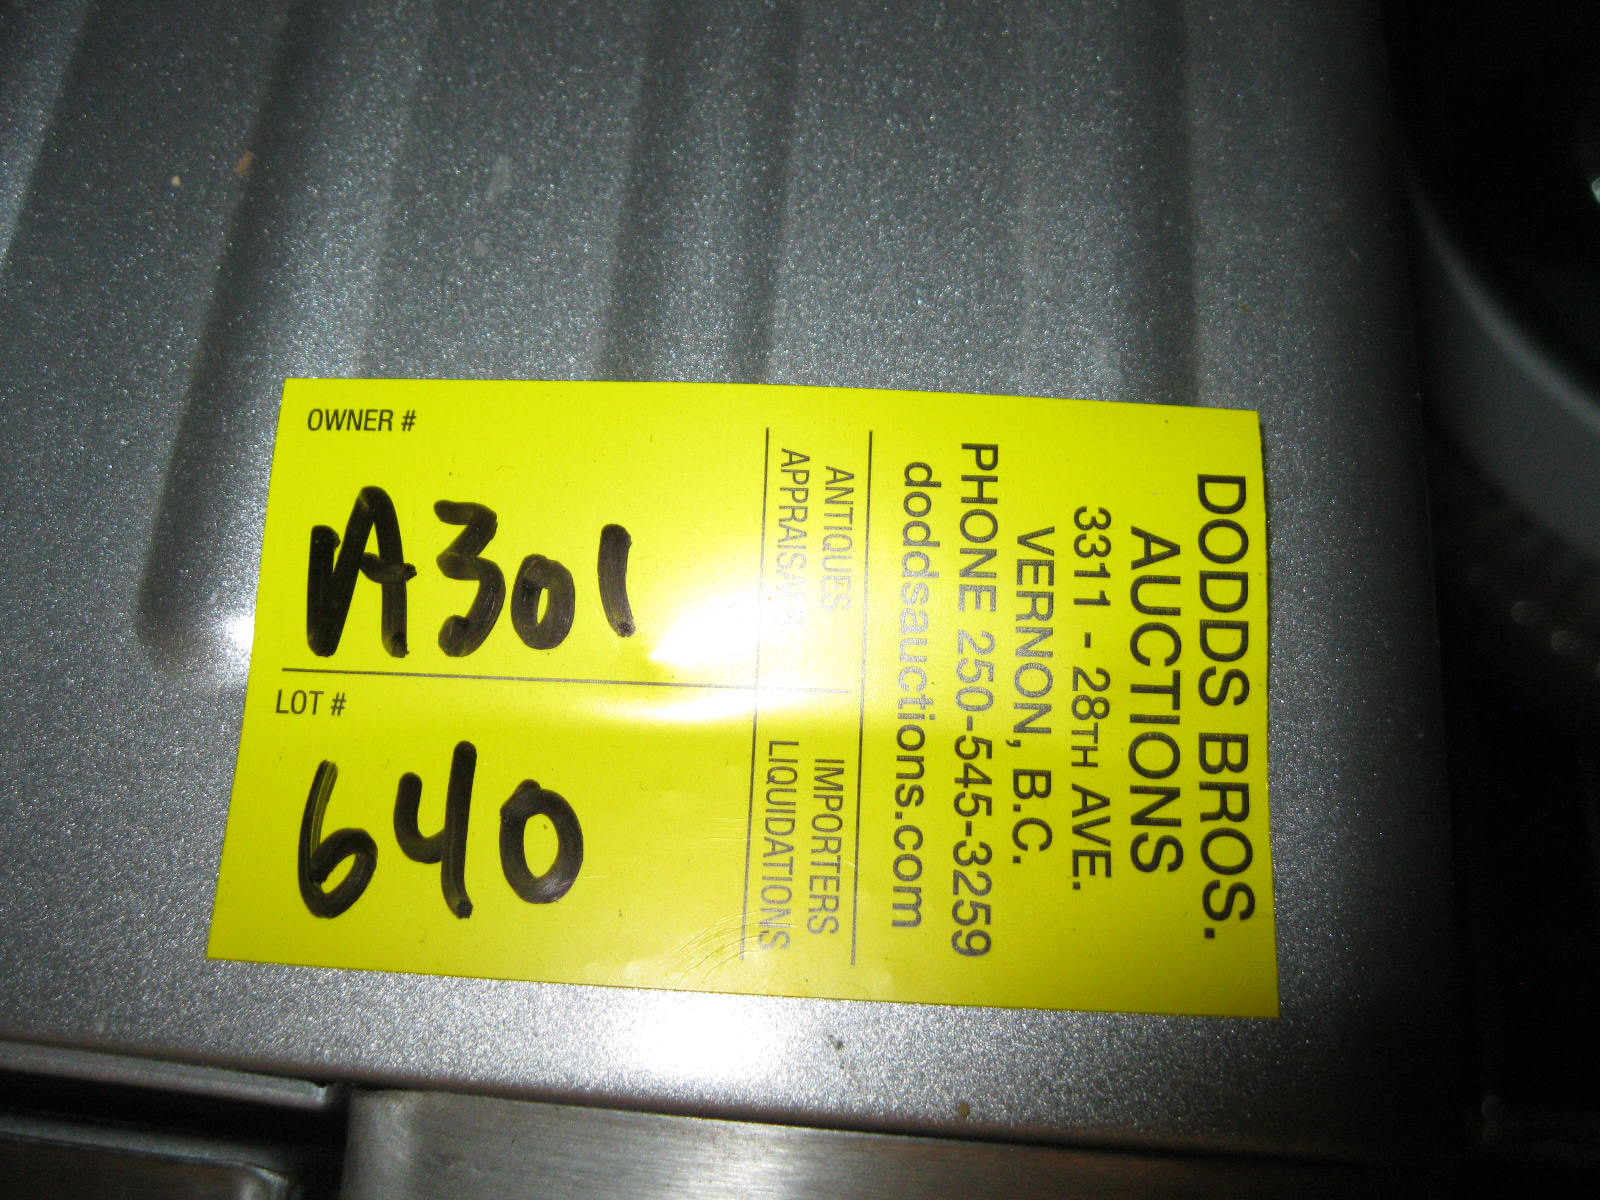 DODDS BROS.
AUCTIONS
3311 - 28TH AVE.
VERNON, B.C.
PHONE 250-545-3259
doddsauctions.com
ANTIQUES IMPORTERS
APPRAISALS LIQUIDATIONS
OWNER #
A301
LOT #
640